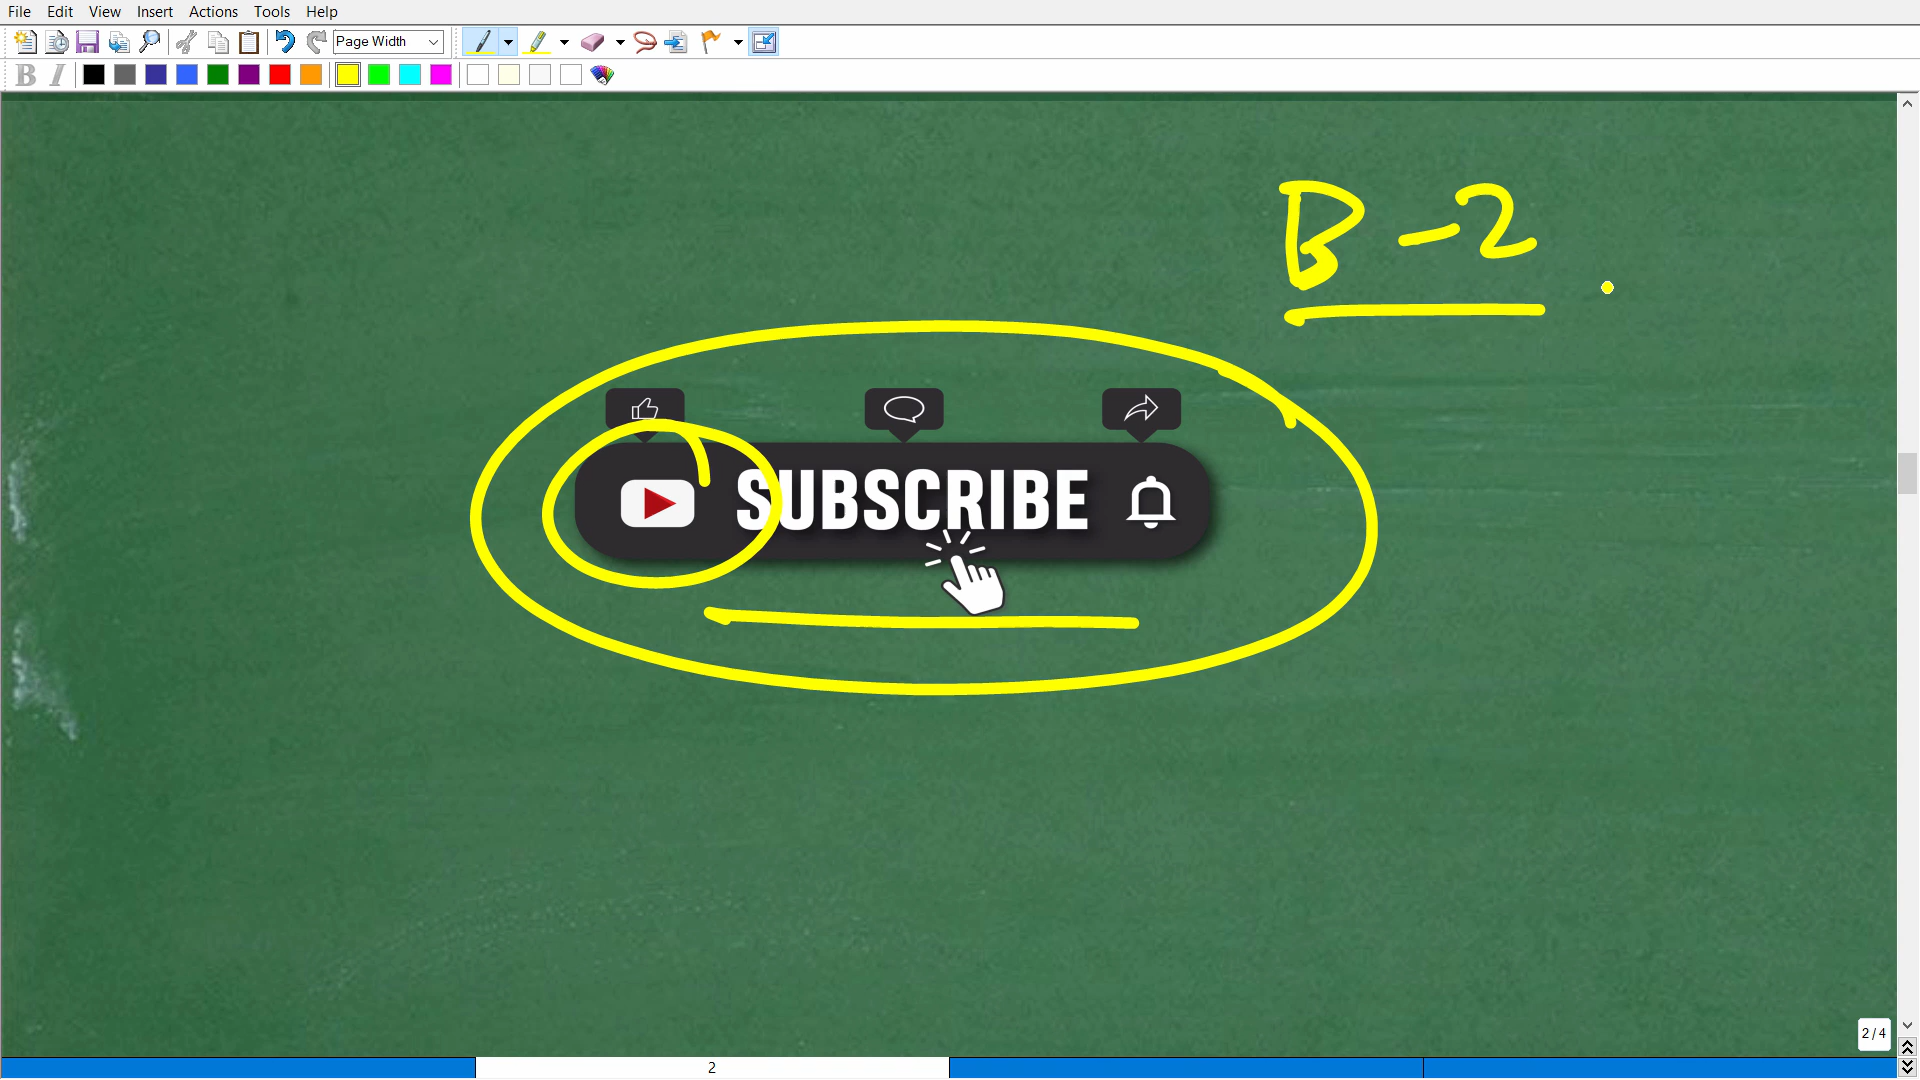 File Edit View Insert Actions Tools Help
Page Width
B I
B -2
SUBSCRIBE
2 / 4
2